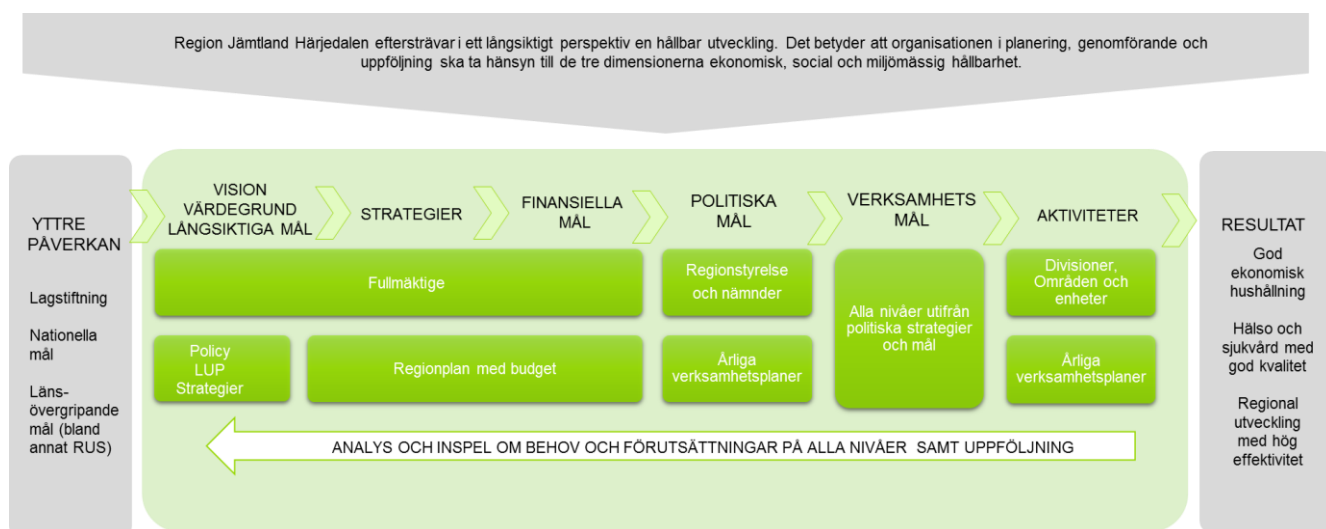 Region Jämtland Härjedalen eftersträvar i ett långsiktigt perspektiv en hållbar utveckling. Det betyder att organisationen i planering, genomförande och
uppföljning ska ta hänsyn till de tre dimensionerna ekonomisk, social och miljömässig hållbarhet.
YTTRE
PÅVERKAN
Lagstiftning
Nationella
mål
Läns-
övergripande
mål (bland
annat RUS)
VISION
VÄRDEGRUND
LÅNGSIKTIGA MÅL
STRATEGIER
FINANSIELLA
MÅL
POLITISKA
MÅL
VERKSAMHETS
MÅL
AKTIVITETER
Fullmäktige
Regionstyrelse
och nämnder
Alla nivåer utifrån
politiska strategier
och mål
Divisioner,
Områden och
enheter
Policy
LUP
Strategier
Regionplan med budget
Årliga
verksamhetsplaner
Årliga
verksamhetsplaner
ANALYS OCH INSPEL OM BEHOV OCH FÖRUTSÄTTNINGAR PÅ ALLA NIVÅER SAMT UPPFÖLJNING
RESULTAT
God
ekonomisk
hushållning
Hälso och
sjukvård med
god kvalitet
Regional
utveckling
med hög
effektivitet